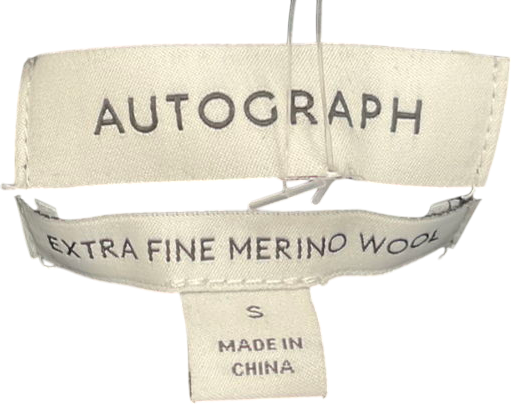 AUTOGRAPH
EXTRA FINE MERINO WOOL
S
MADE IN
CHINA